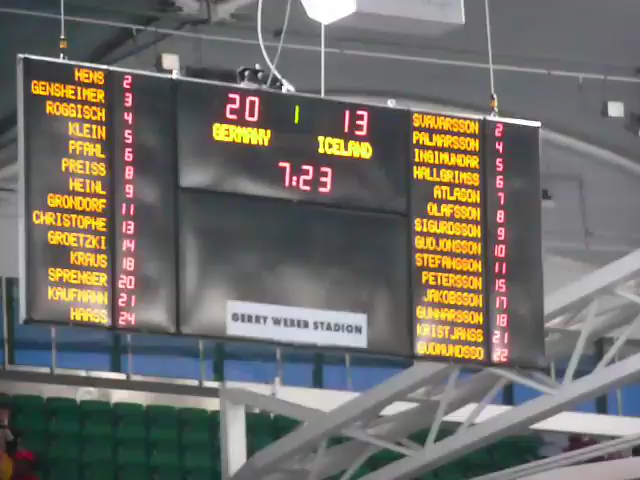 HENS 2
GENSHEIMER 3
ROGGISCH 4
KLEIN 5
PFAHL 6
PREISS 8
HEINL 9
GRONDORF 11
CHRISTOPHE 13
GROETZKI 14
KRAUS 18
SPRENGER 20
KAUFMANN 21
HAASS 24
20 1 13
GERMANY ICELAND
7:23
GERRY WEBER STADION
SVAVARSSON 2
PALMARSSON 4
INGIMUNDAR 5
HALLGRIMSS 6
ATLASON 7
OLAFSSON 8
SIGURDSSON 9
GUDJONSSON 10
STEFANSSON 11
PETERSSON 15
JAKOBSSON 17
GUNNARSSON 18
KRISTJANSS 21
GUDMUNDSSO 22